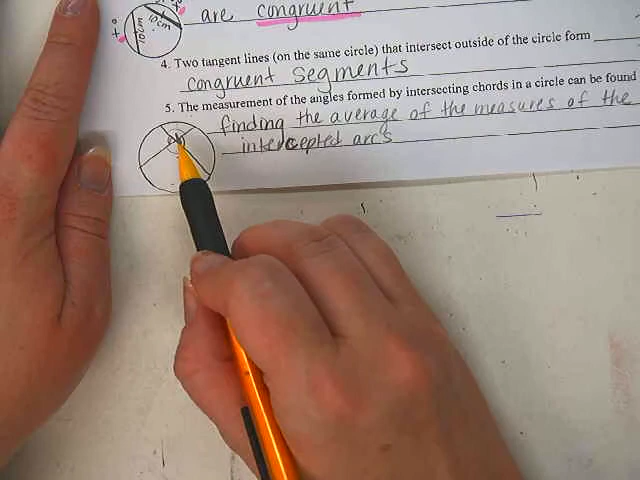 are congruent
10cm
10cm
4. Two tangent lines (on the same circle) that intersect outside of the circle form
congruent segments
5. The measurement of the angles formed by intersecting chords in a circle can be found
finding the average of the measures of the
intercepted arcs